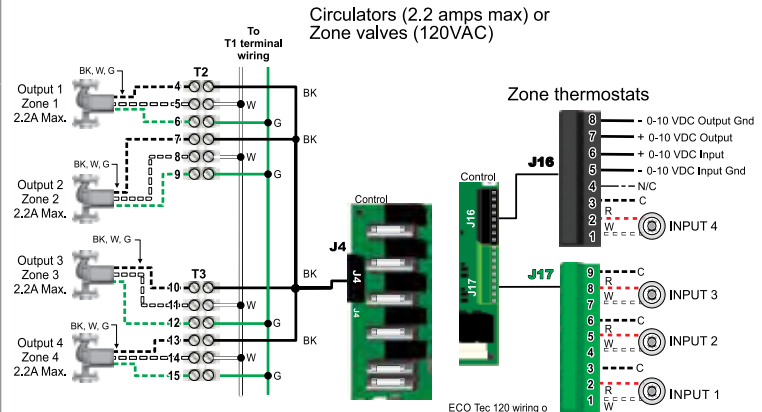 Circulators (2.2 amps max) or
Zone valves (120VAC)
To
T1 terminal
wiring
BK, W, G
T2
Output 1
Zone 1
2.2A Max.
4
5
6
BK
W
G
7
8
9
BK
W
G
BK, W, G
Output 2
Zone 2
2.2A Max.
BK, W, G
Output 3
Zone 3
2.2A Max.
T3
10
11
12
BK
W
G
BK, W, G
Output 4
Zone 4
2.2A Max.
13
14
15
BK
W
G
Control
J4
J4
J4
Zone thermostats
Control
J16
J17
J16
8 - 0-10 VDC Output Gnd
7 + 0-10 VDC Output
6 + 0-10 VDC Input
5 - 0-10 VDC Input Gnd
4 N/C
3 C
2 R
1 W
INPUT 4
J17
9 C
8 R
7 W
INPUT 3
6 C
5 R
4 W
INPUT 2
3 C
2 R
1 W
INPUT 1
ECO Tec 120 wiring o